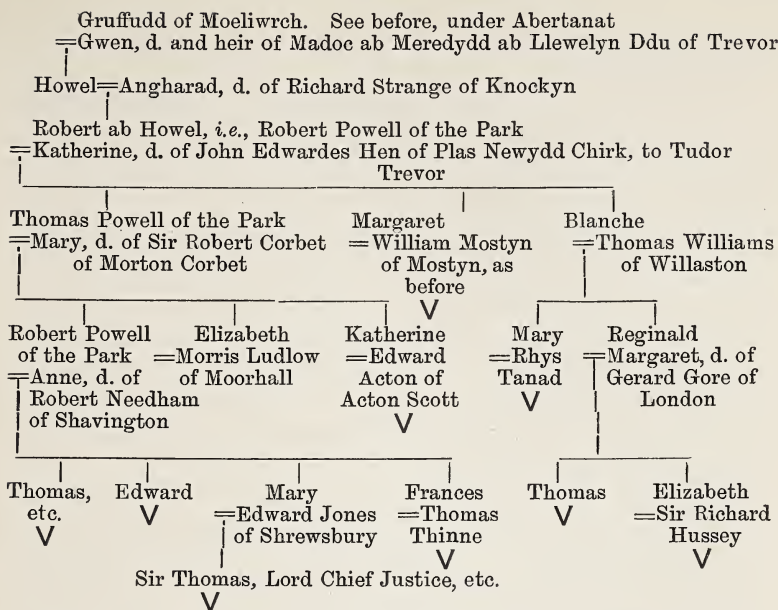 Gruffudd of Moeliwrch. See before, under Abertanat
=Gwen, d. and heir of Madoc ab Meredydd ab Llewelyn Ddu of Trevor
Howel=Angharad, d. of Richard Strange of Knockyn
Robert ab Howel, i.e., Robert Powell of the Park
=Katherine, d. of John Edwardes Hen of Plas Newydd Chirk, to Tudor
Trevor
Thomas Powell of the Park
=Mary, d. of Sir Robert Corbet
of Morton Corbet
Margaret
=William Mostyn
of Mostyn, as
before
V
Blanche
=Thomas Williams
of Willaston
Robert Powell
of the Park
=Anne, d. of
Robert Needham
of Shavington
Elizabeth
=Morris Ludlow
of Moorhall
Katherine
=Edward
Acton of
Acton Scott
V
Mary
=Rhys
Tanad
V
Reginald
=Margaret, d. of
Gerard Gore of
London
Thomas,
etc.
V
Edward
V
Mary
=Edward Jones
of Shrewsbury
Frances
=Thomas
Thinne
V
Thomas
V
Elizabeth
=Sir Richard
Hussey
V
Sir Thomas, Lord Chief Justice, etc.
V